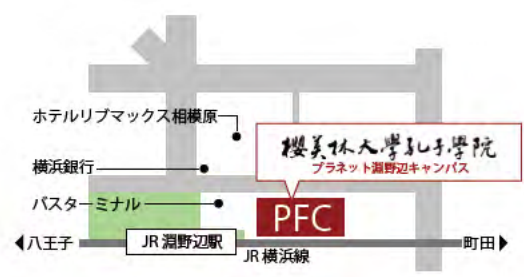 ホテルリブマックス相模原
櫻美林大學孔子學院
プラネット淵野辺キャンパス
横浜銀行
バスターミナル
PFC
八王子
JR 淵野辺駅
JR 横浜線
町田